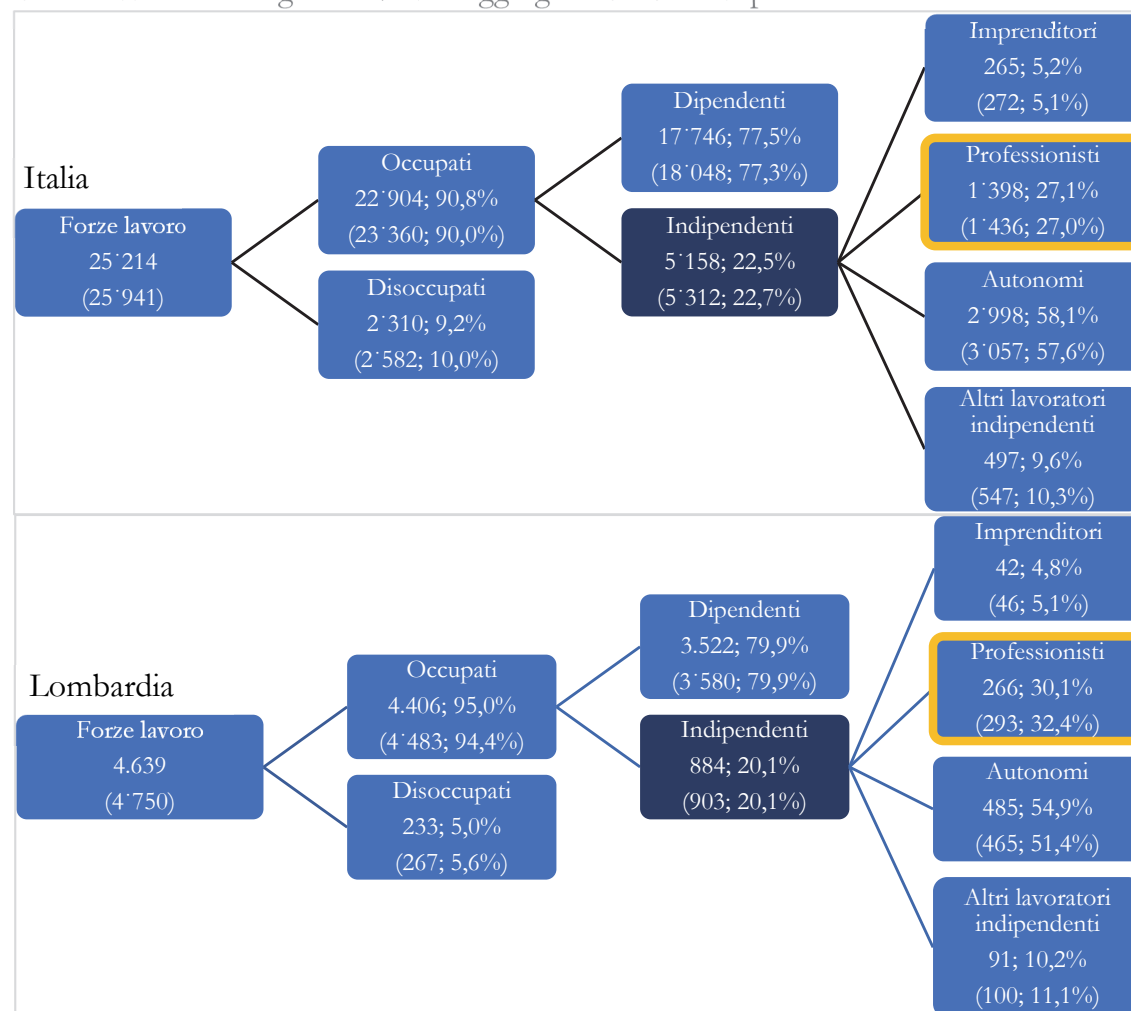 Italia
Forze lavoro
25˙214
(25˙941)
Occupati
22˙904; 90,8%
(23˙360; 90,0%)
Disoccupati
2˙310; 9,2%
(2˙582; 10,0%)
Dipendenti
17˙746; 77,5%
(18˙048; 77,3%)
Indipendenti
5˙158; 22,5%
(5˙312; 22,7%)
Imprenditori
265; 5,2%
(272; 5,1%)
Professionisti
1˙398; 27,1%
(1˙436; 27,0%)
Autonomi
2˙998; 58,1%
(3˙057; 57,6%)
Altri lavoratori
indipendenti
497; 9,6%
(547; 10,3%)
Lombardia
Forze lavoro
4.639
(4˙750)
Occupati
4.406; 95,0%
(4˙483; 94,4%)
Disoccupati
233; 5,0%
(267; 5,6%)
Dipendenti
3.522; 79,9%
(3˙580; 79,9%)
Indipendenti
884; 20,1%
(903; 20,1%)
Imprenditori
42; 4,8%
(46; 5,1%)
Professionisti
266; 30,1%
(293; 32,4%)
Autonomi
485; 54,9%
(465; 51,4%)
Altri lavoratori
indipendenti
91; 10,2%
(100; 11,1%)